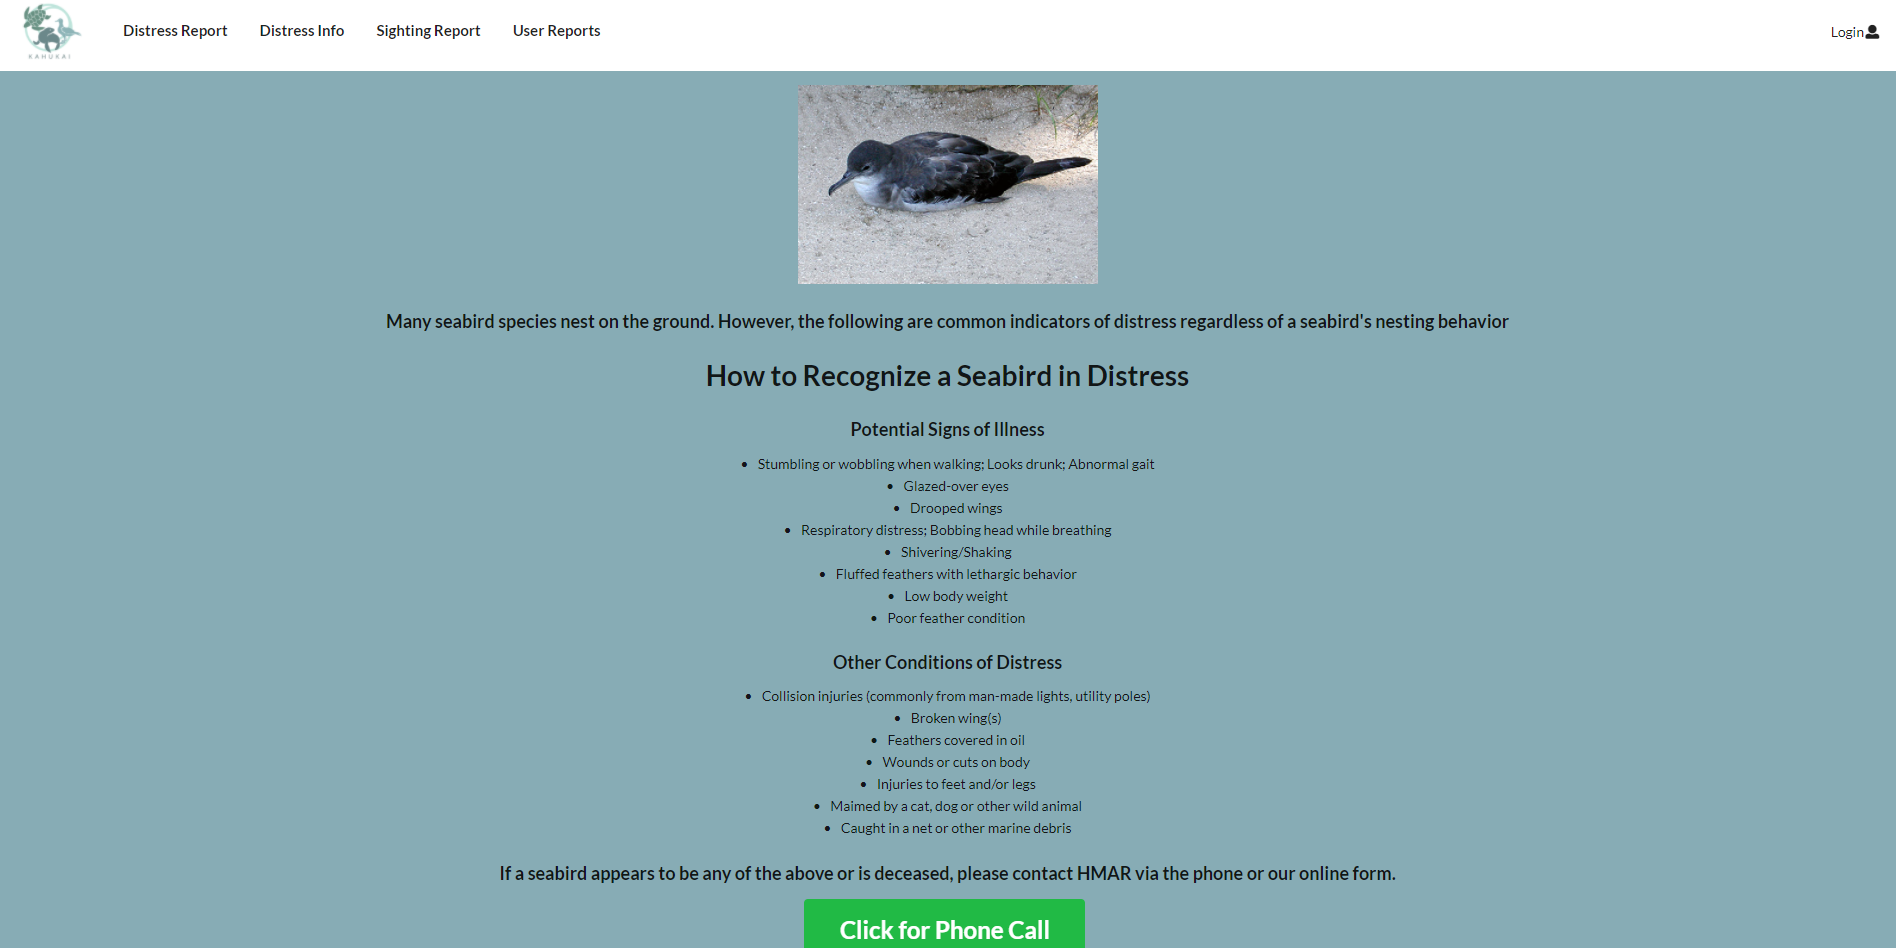 KAHUKAI
Distress Report
Distress Info
Sighting Report
User Reports
Login
Many seabird species nest on the ground. However, the following are common indicators of distress regardless of a seabird's nesting behavior
How to Recognize a Seabird in Distress
Potential Signs of Illness
• Stumbling or wobbling when walking; Looks drunk; Abnormal gait
• Glazed-over eyes
• Drooped wings
• Respiratory distress; Bobbing head while breathing
• Shivering/Shaking
• Fluffed feathers with lethargic behavior
• Low body weight
• Poor feather condition
Other Conditions of Distress
• Collision injuries (commonly from man-made lights, utility poles)
• Broken wing(s)
• Feathers covered in oil
• Wounds or cuts on body
• Injuries to feet and/or legs
• Maimed by a cat, dog or other wild animal
• Caught in a net or other marine debris
If a seabird appears to be any of the above or is deceased, please contact HMAR via the phone or our online form.
Click for Phone Call